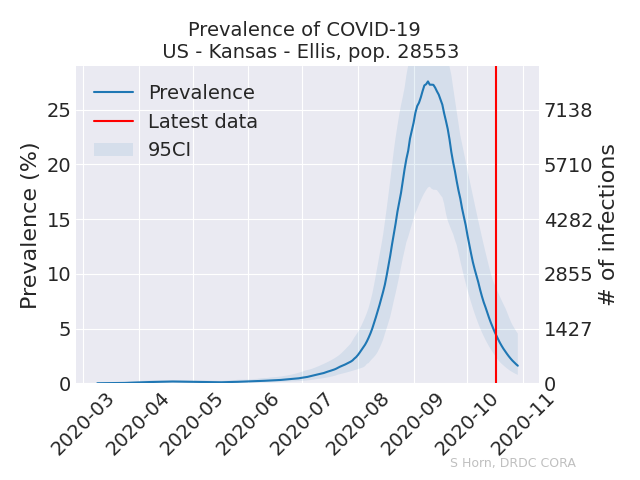 Prevalence of COVID-19
US - Kansas - Ellis, pop. 28553
Prevalence
Latest data
95CI
Prevalence (%)
25
20
15
10
5
0
7138
5710
4282
2855
1427
0
# of infections
2020-03
2020-04
2020-05
2020-06
2020-07
2020-08
2020-09
2020-10
2020-11
S Horn, DRDC CORA